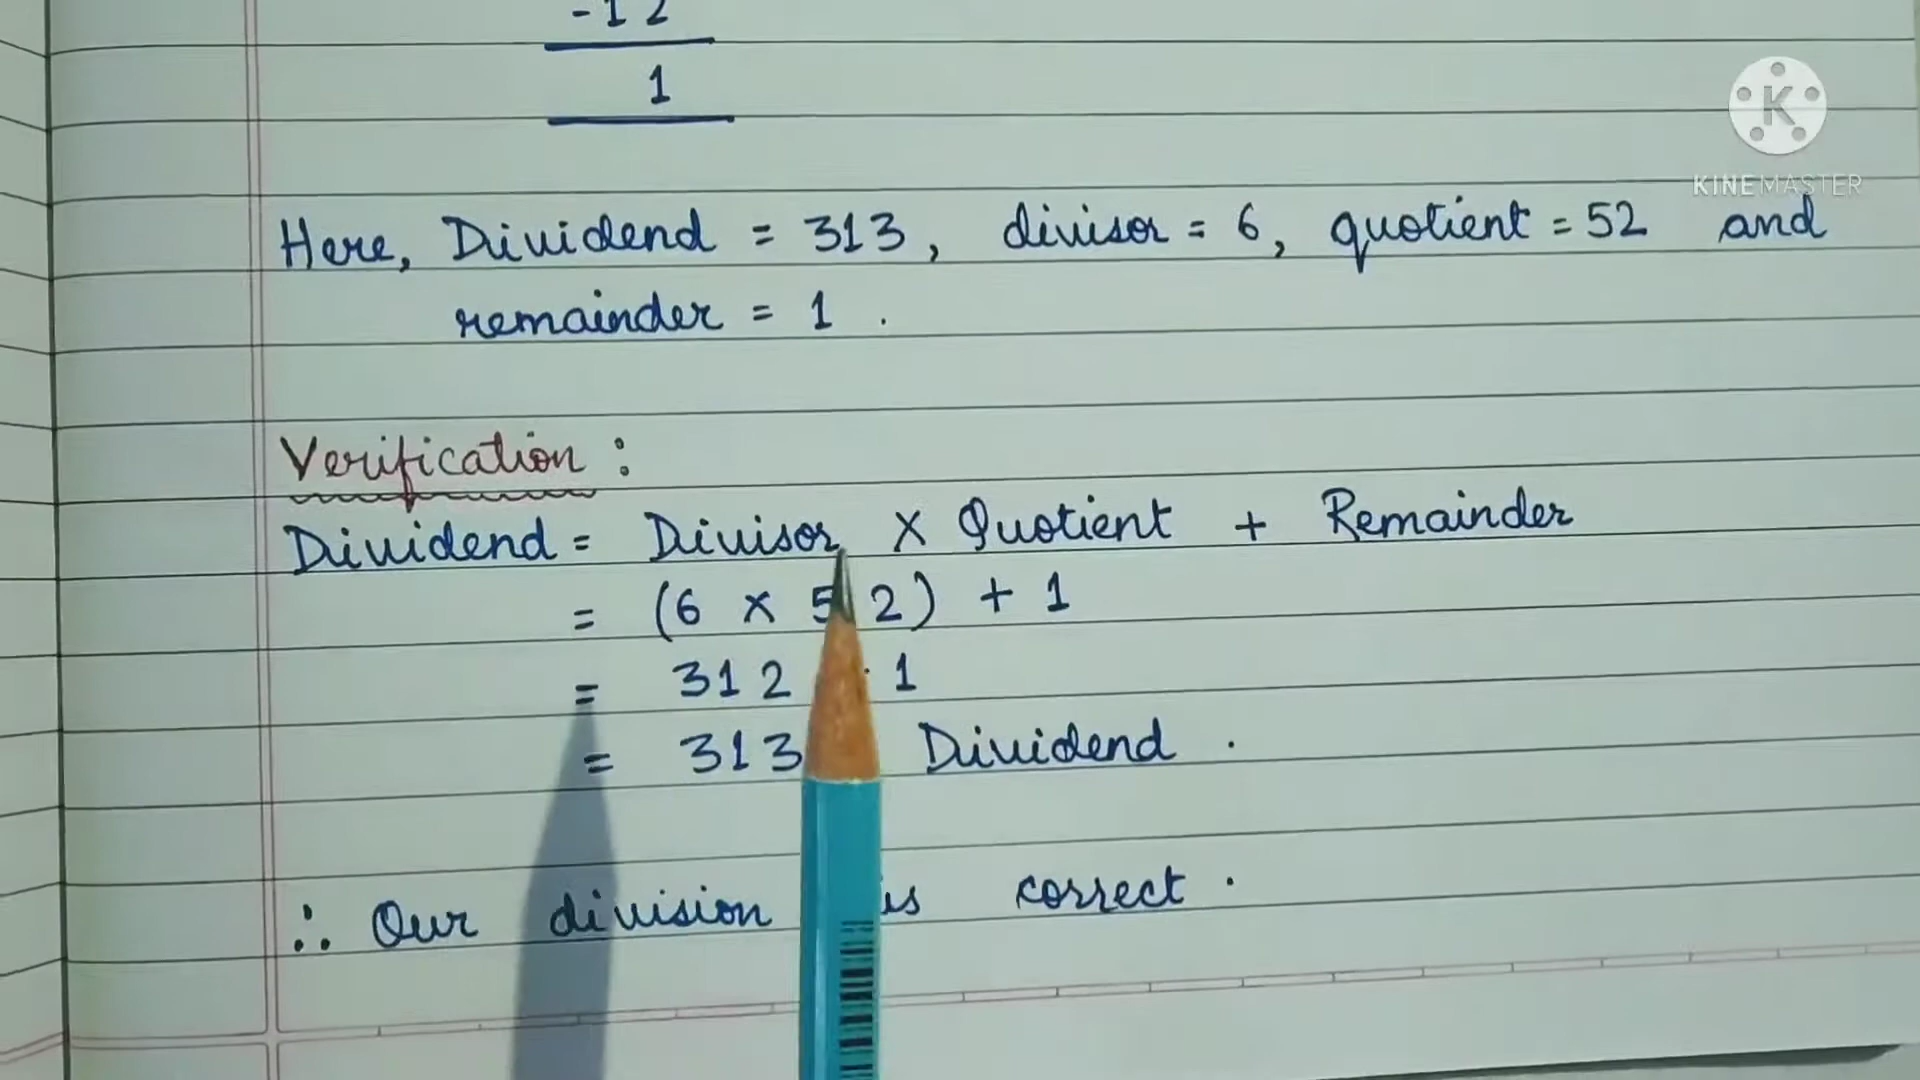 -12
1
KINEMASTER
Here, Dividend = 313, divisor = 6, quotient = 52 and
remainder = 1 .
Verification :
Dividend = Divisor X Quotient + Remainder
= (6 X 52) + 1
= 312 1
= 313 Dividend .
∴ Our division is correct .